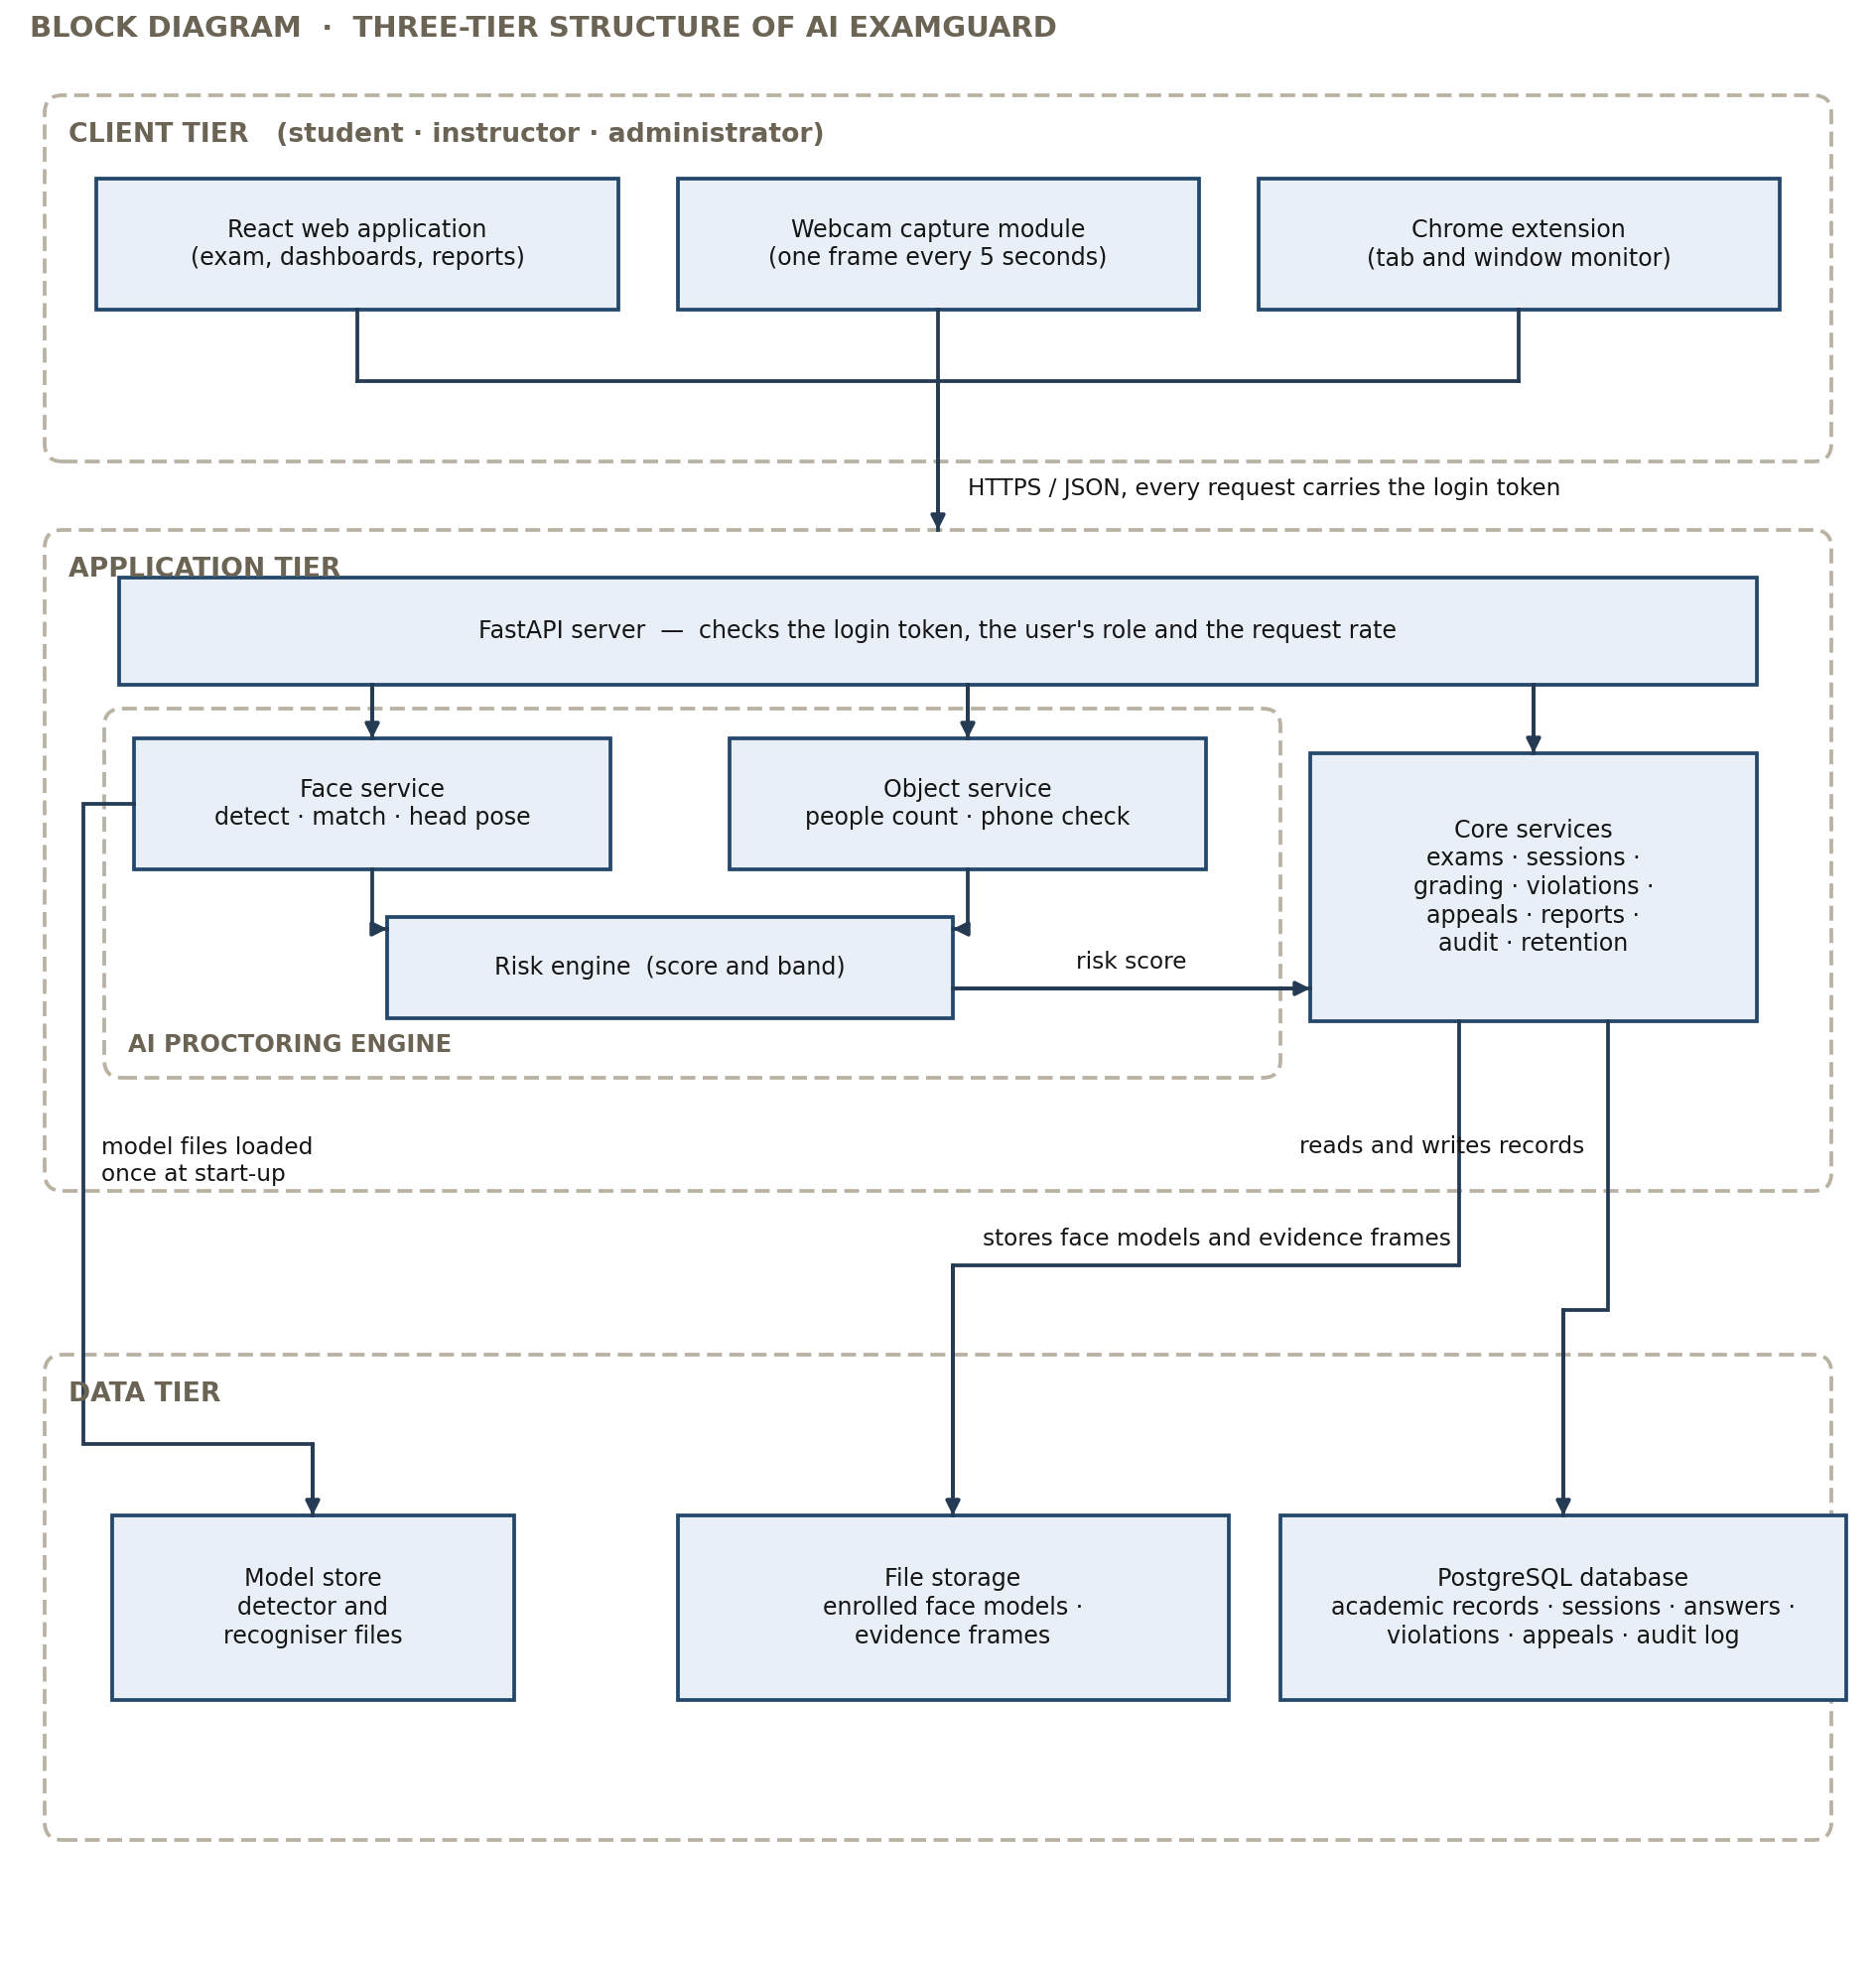 BLOCK DIAGRAM · THREE-TIER STRUCTURE OF AI EXAMGUARD
CLIENT TIER (student · instructor · administrator)
React web application
(exam, dashboards, reports)
Webcam capture module
(one frame every 5 seconds)
Chrome extension
(tab and window monitor)
HTTPS / JSON, every request carries the login token
APPLICATION TIER
FastAPI server — checks the login token, the user's role and the request rate
Face service
detect · match · head pose
Object service
people count · phone check
Core services
exams · sessions ·
grading · violations ·
appeals · reports ·
audit · retention
Risk engine (score and band)
risk score
AI PROCTORING ENGINE
model files loaded
once at start-up
reads and writes records
stores face models and evidence frames
DATA TIER
Model store
detector and
recogniser files
File storage
enrolled face models ·
evidence frames
PostgreSQL database
academic records · sessions · answers ·
violations · appeals · audit log